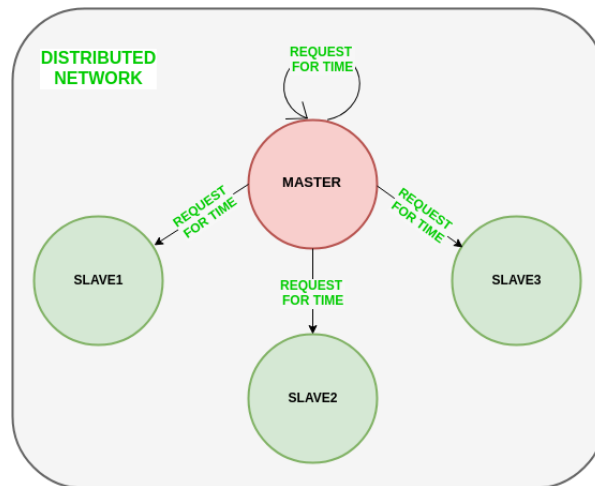 DISTRIBUTED
NETWORK
REQUEST
FOR TIME
MASTER
REQUEST
FOR TIME
REQUEST
FOR TIME
SLAVE1
REQUEST
FOR TIME
SLAVE3
SLAVE2